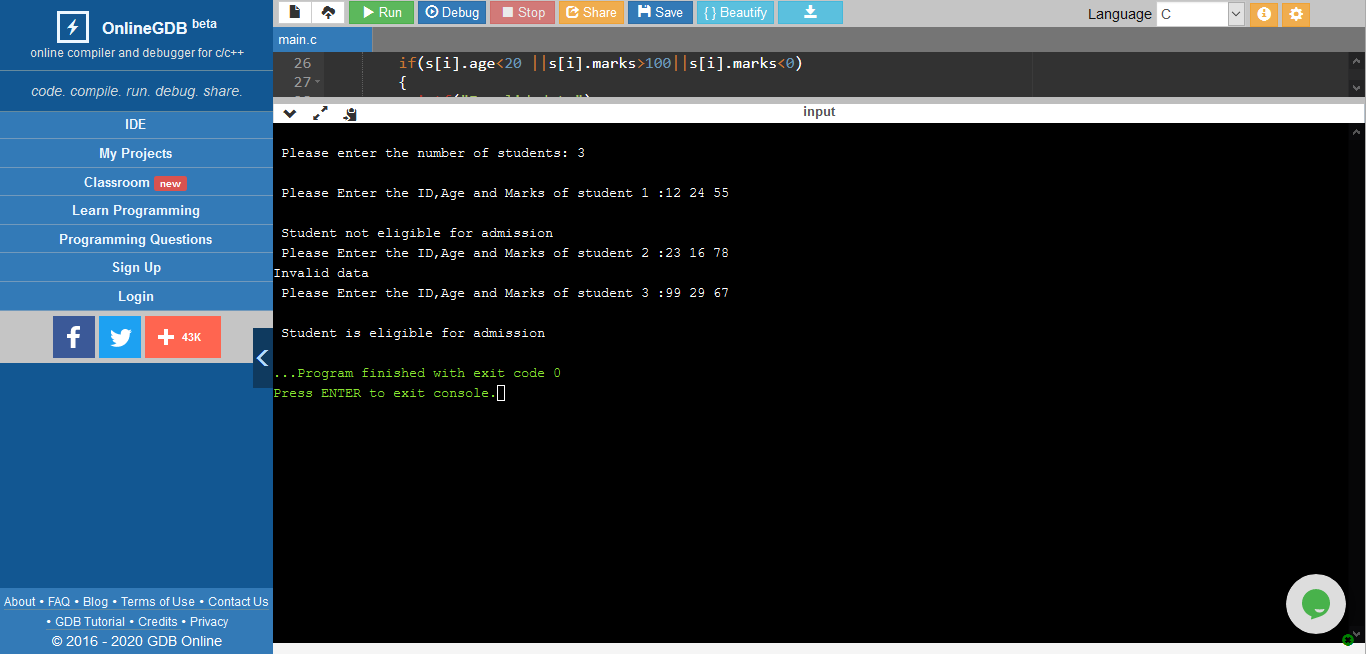 OnlineGDB beta
online compiler and debugger for c/c++
code. compile. run. debug. share.
IDE
My Projects
Classroom new
Learn Programming
Programming Questions
Sign Up
Login
f
43K
About • FAQ • Blog • Terms of Use • Contact Us
• GDB Tutorial • Credits • Privacy
© 2016 - 2020 GDB Online
Run Debug Stop Share Save { } Beautify
Language C
main.c
26 if(s[i].age<20 ||s[i].marks>100||s[i].marks<0)
27 {
input
Please enter the number of students: 3
Please Enter the ID,Age and Marks of student 1 :12 24 55
Student not eligible for admission
Please Enter the ID,Age and Marks of student 2 :23 16 78
Invalid data
Please Enter the ID,Age and Marks of student 3 :99 29 67
Student is eligible for admission
...Program finished with exit code 0
Press ENTER to exit console.